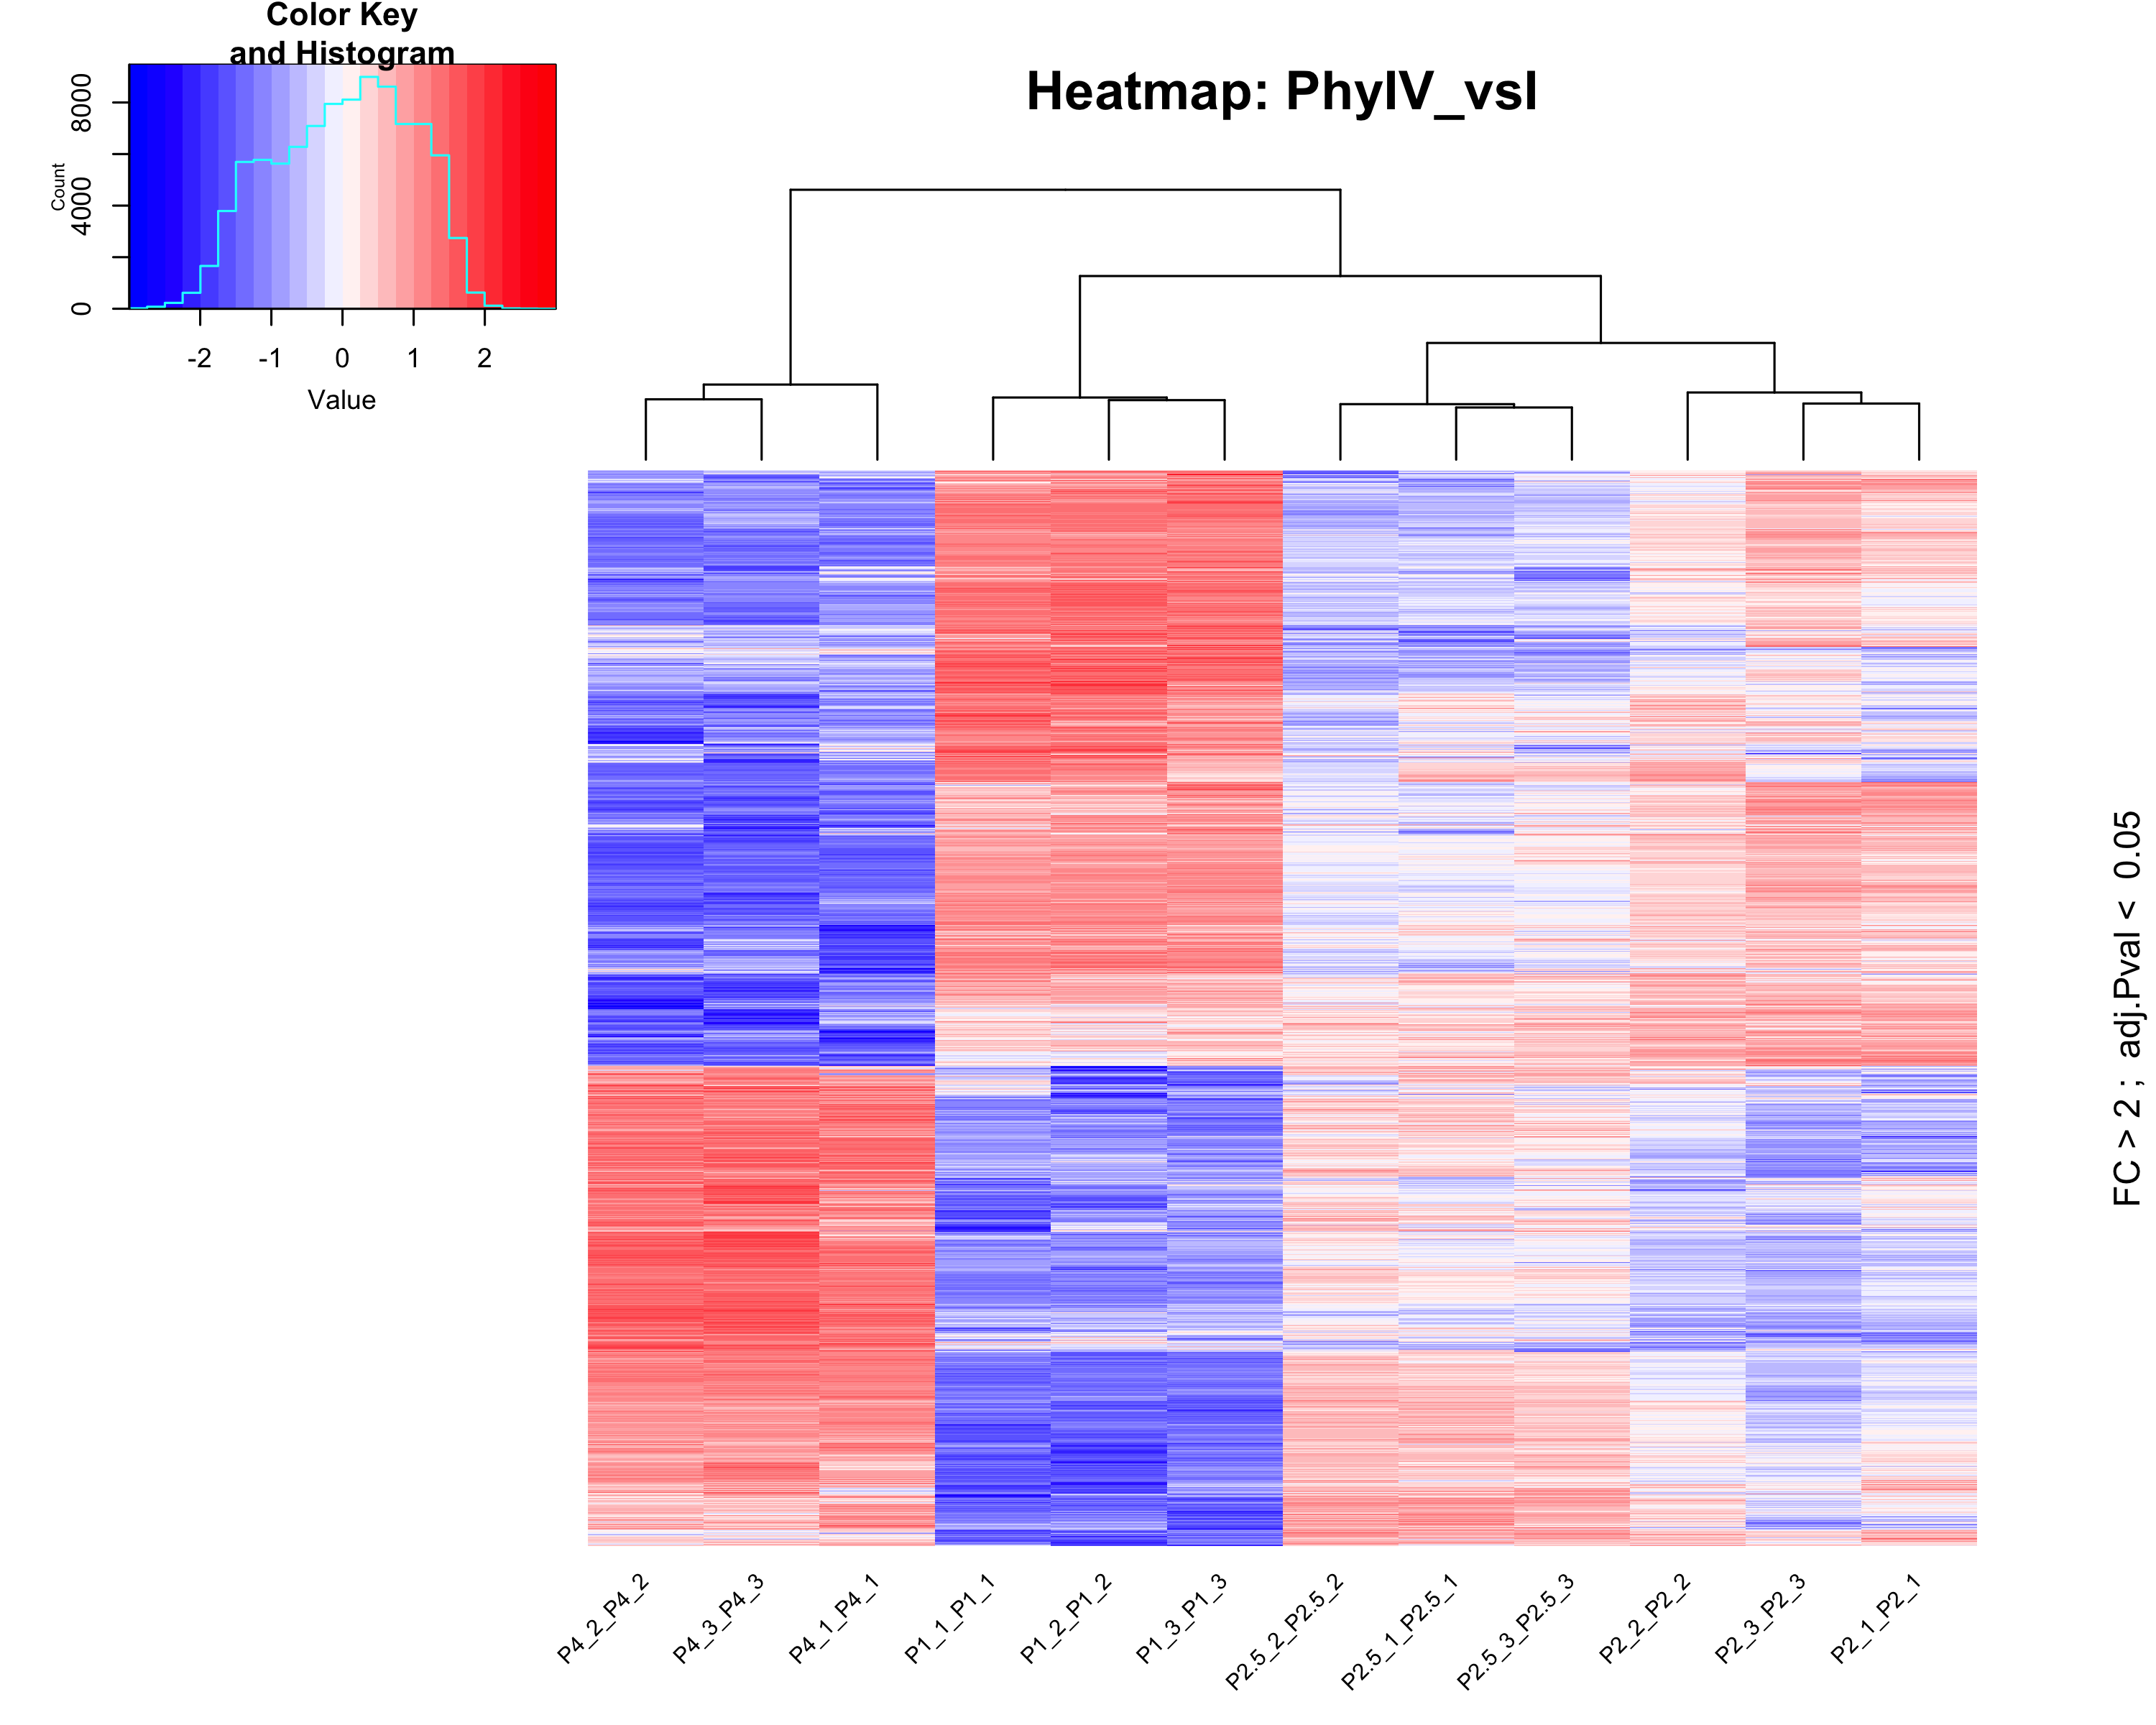 Color Key
and Histogram
Count
0
4000
8000
-2 -1 0 1 2
Value
Heatmap: PhyIV_vsI
FC > 2 ; adj.Pval < 0.05
P4_2_P4_2
P4_3_P4_3
P4_1_P4_1
P1_1_P1_1
P1_2_P1_2
P1_3_P1_3
P2.5_2_P2.5_2
P2.5_1_P2.5_1
P2.5_3_P2.5_3
P2_2_P2_2
P2_3_P2_3
P2_1_P2_1